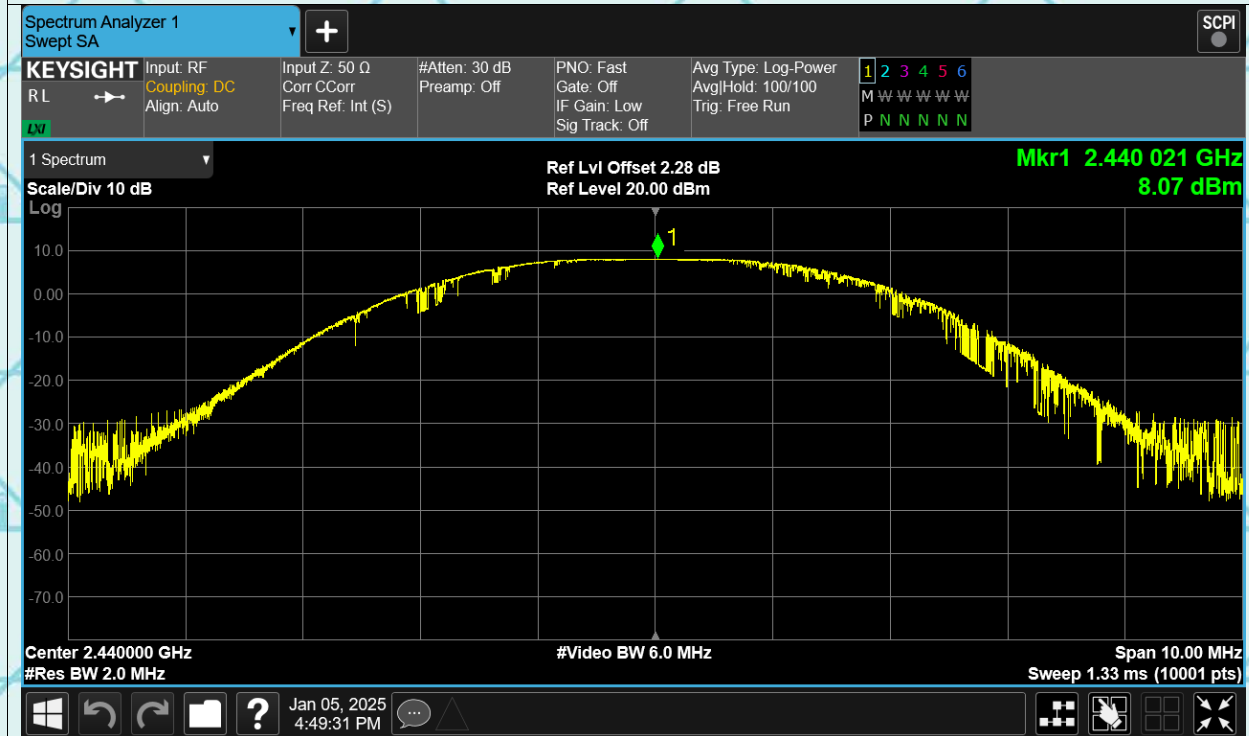 Spectrum Analyzer 1
Swept SA
+
SCPI
KEYSIGHT
RL
LXI
Input: RF
Coupling: DC
Align: Auto
Input Z: 50 Ω
Corr CCorr
Freq Ref: Int (S)
#Atten: 30 dB
Preamp: Off
PNO: Fast
Gate: Off
IF Gain: Low
Sig Track: Off
Avg Type: Log-Power
Avg|Hold: 100/100
Trig: Free Run
1 2 3 4 5 6
M W W W W W W
P N N N N N N
1 Spectrum
Scale/Div 10 dB
Log
Ref Lvl Offset 2.28 dB
Ref Level 20.00 dBm
Mkr1 2.440 021 GHz
8.07 dBm
1
10.0
0.00
-10.0
-20.0
-30.0
-40.0
-50.0
-60.0
-70.0
Center 2.440000 GHz
#Res BW 2.0 MHz
#Video BW 6.0 MHz
Span 10.00 MHz
Sweep 1.33 ms (10001 pts)
?
Jan 05, 2025
4:49:31 PM